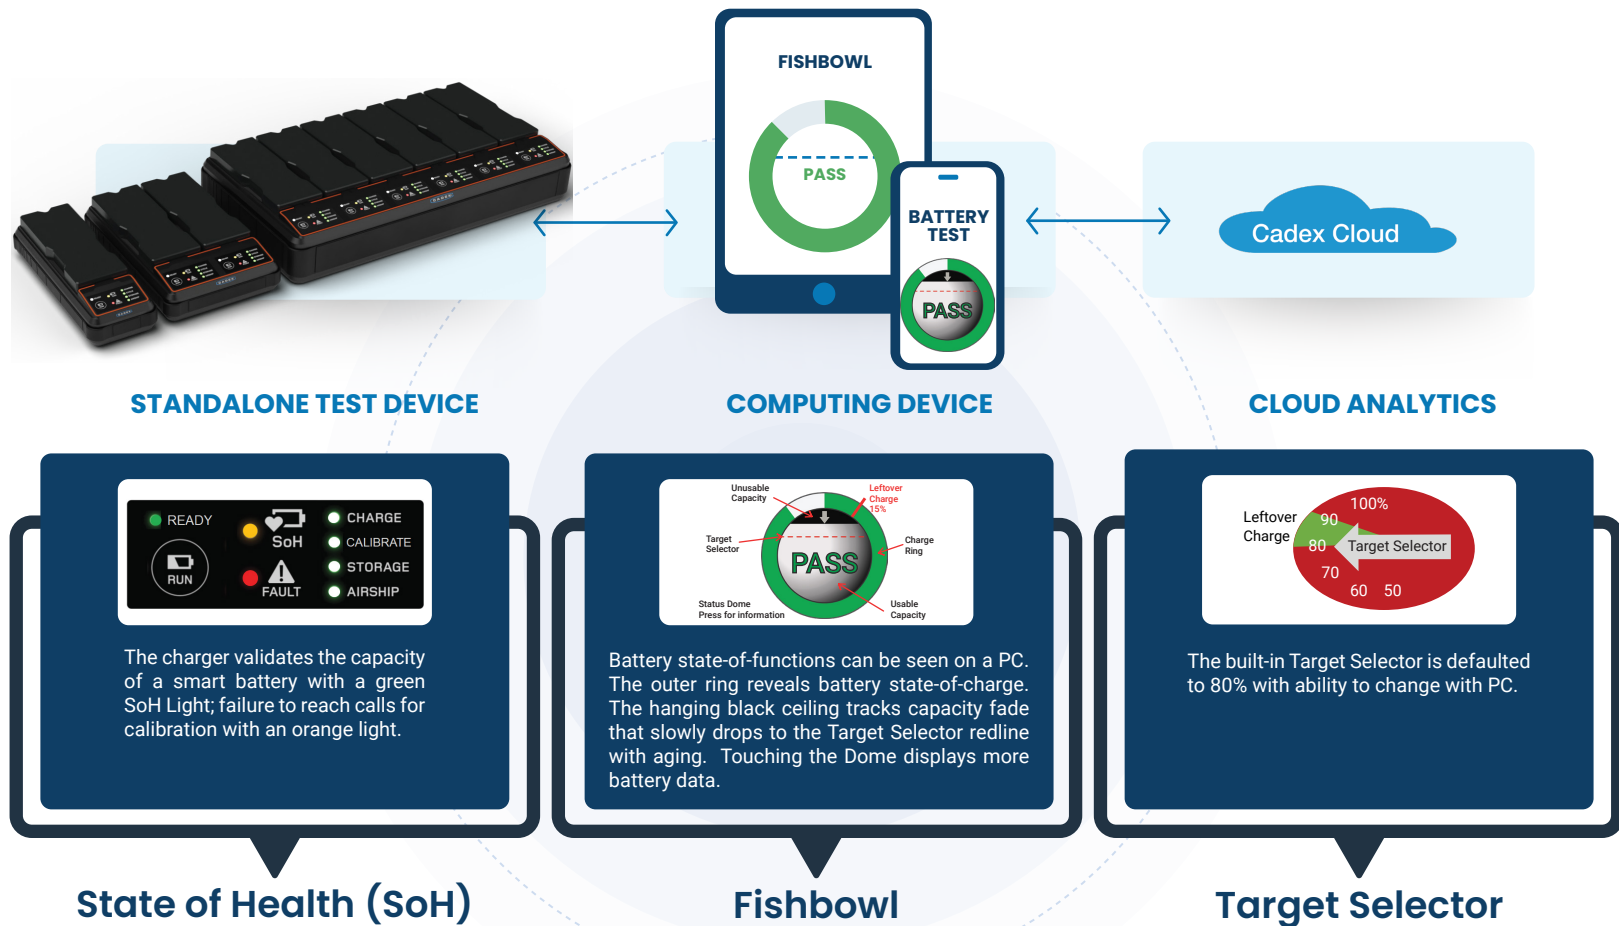 FISHBOWL
PASS
BATTERY
TEST
PASS
Cadex Cloud
STANDALONE TEST DEVICE
COMPUTING DEVICE
CLOUD ANALYTICS
READY
RUN
SoH
FAULT
CHARGE
CALIBRATE
STORAGE
AIRSHIP
The charger validates the capacity
of a smart battery with a green
SoH Light; failure to reach calls for
calibration with an orange light.
State of Health (SoH)
Unusable
Capacity
Leftover
Charge
15%
Target
Selector
Charge
Ring
PASS
Status Dome
Press for information
Usable
Capacity
Battery state-of-functions can be seen on a PC.
The outer ring reveals battery state-of-charge.
The hanging black ceiling tracks capacity fade
that slowly drops to the Target Selector redline
with aging. Touching the Dome displays more
battery data.
Fishbowl
Leftover
Charge
100%
90
80
Target Selector
70
60 50
The built-in Target Selector is defaulted
to 80% with ability to change with PC.
Target Selector